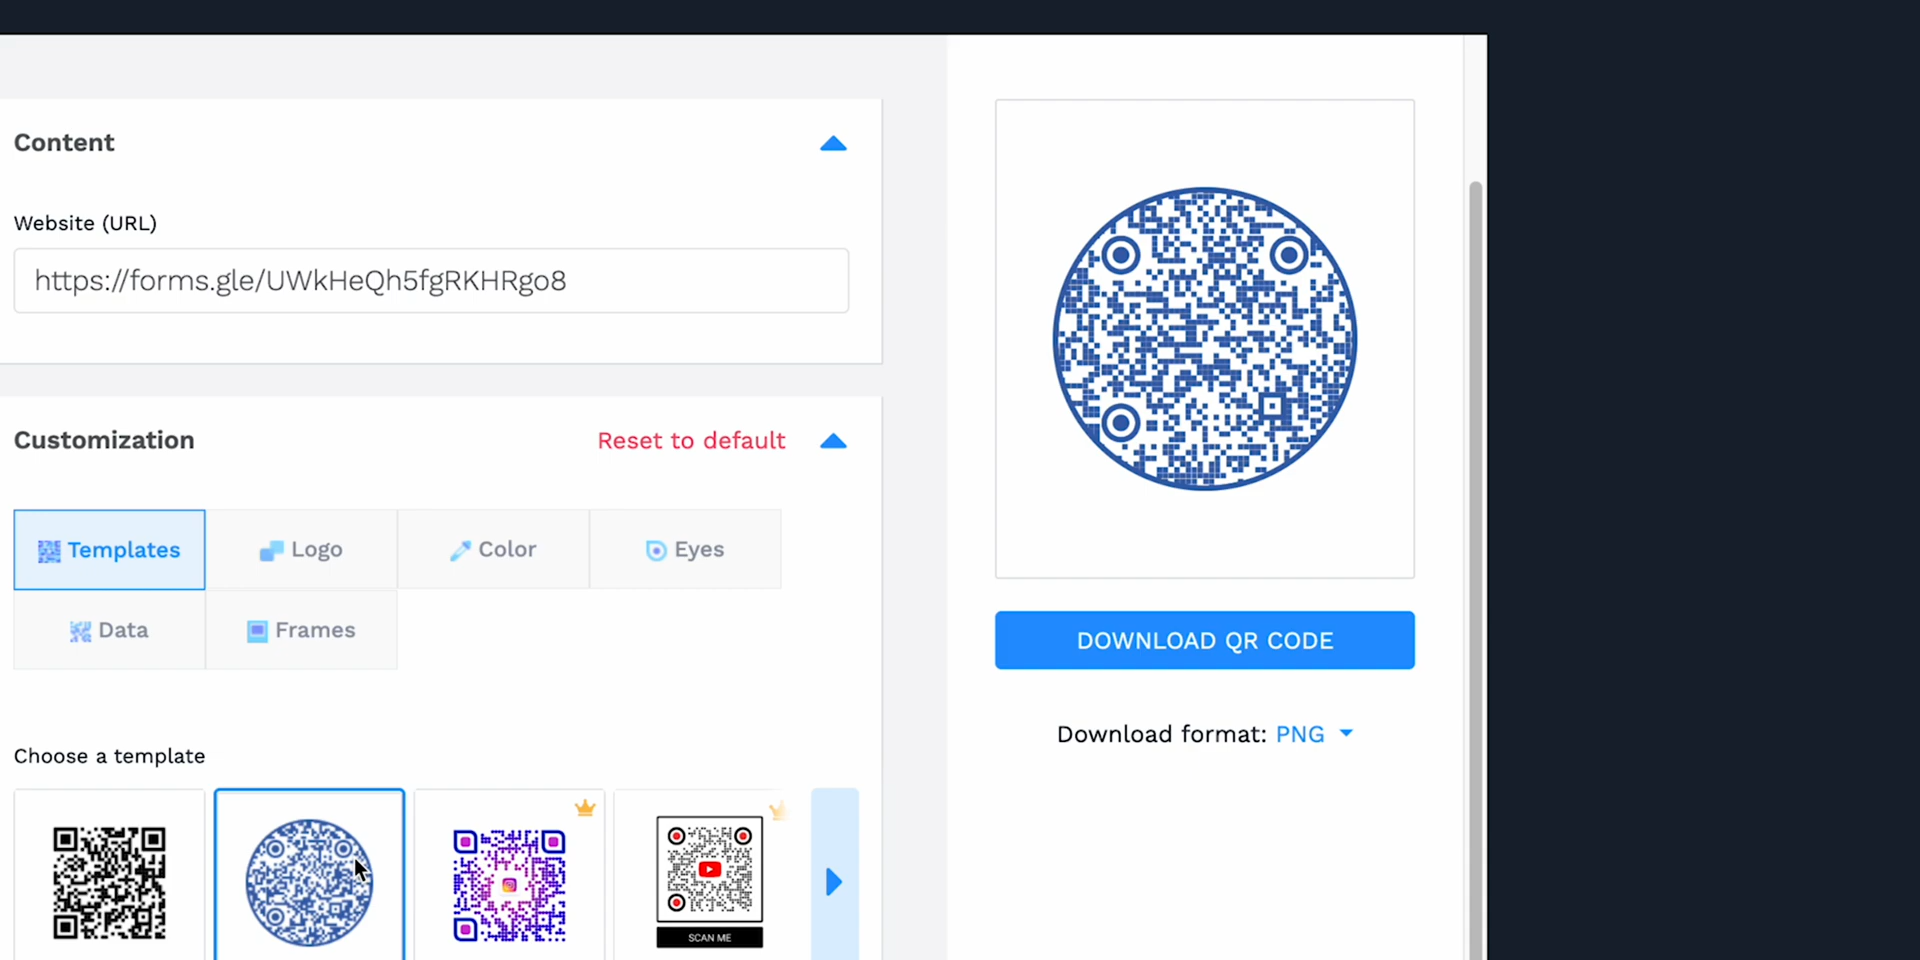 Content
Website (URL)
https://forms.gle/UWkHeQh5fgRKHRgo8
Customization
Reset to default
Templates
Logo
Color
Eyes
Data
Frames
Choose a template
SCAN ME
DOWNLOAD QR CODE
Download format: PNG